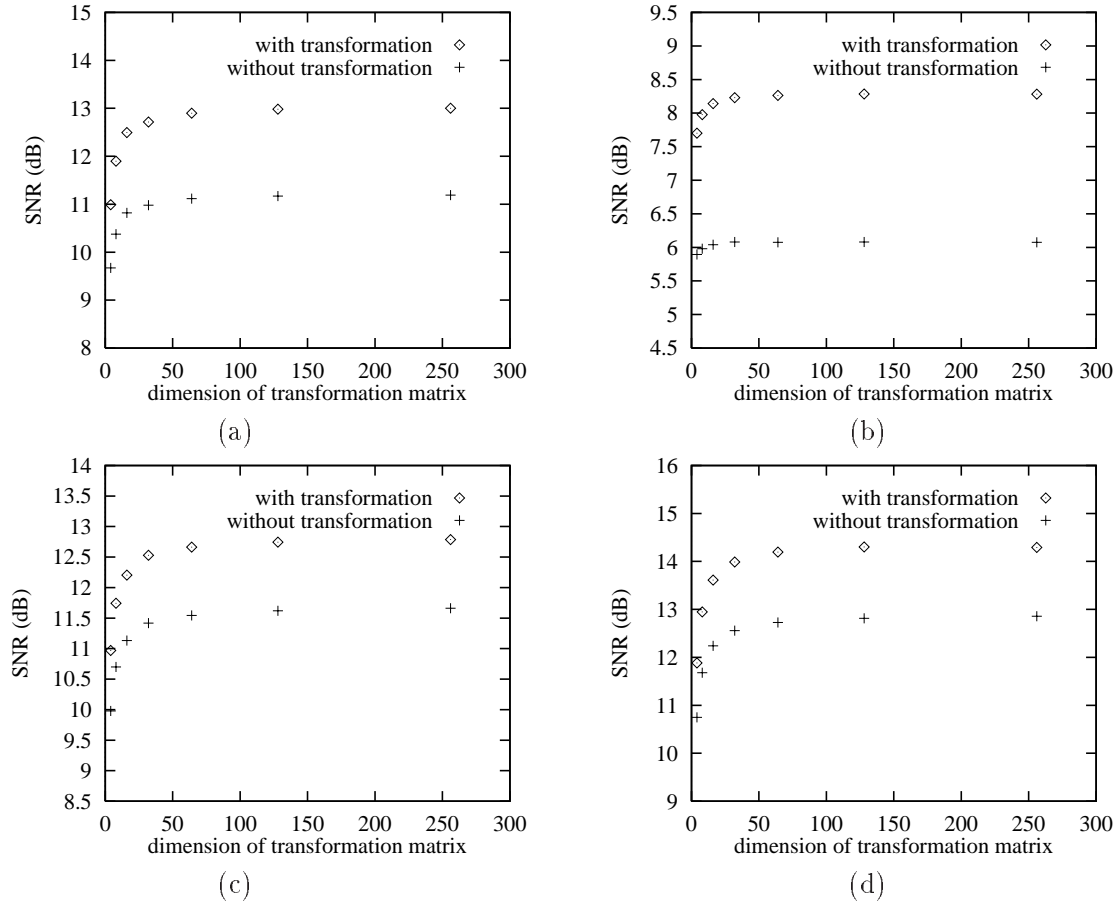 15
14
13
12
11
10
9
8
SNR (dB)
with transformation
without transformation
0 50 100 150 200 250 300
dimension of transformation matrix
(a)
9.5
9
8.5
8
7.5
7
6.5
6
5.5
5
4.5
SNR (dB)
with transformation
without transformation
0 50 100 150 200 250 300
dimension of transformation matrix
(b)
14
13.5
13
12.5
12
11.5
11
10.5
10
9.5
9
8.5
SNR (dB)
with transformation
without transformation
0 50 100 150 200 250 300
dimension of transformation matrix
(c)
16
15
14
13
12
11
10
9
SNR (dB)
with transformation
without transformation
0 50 100 150 200 250 300
dimension of transformation matrix
(d)